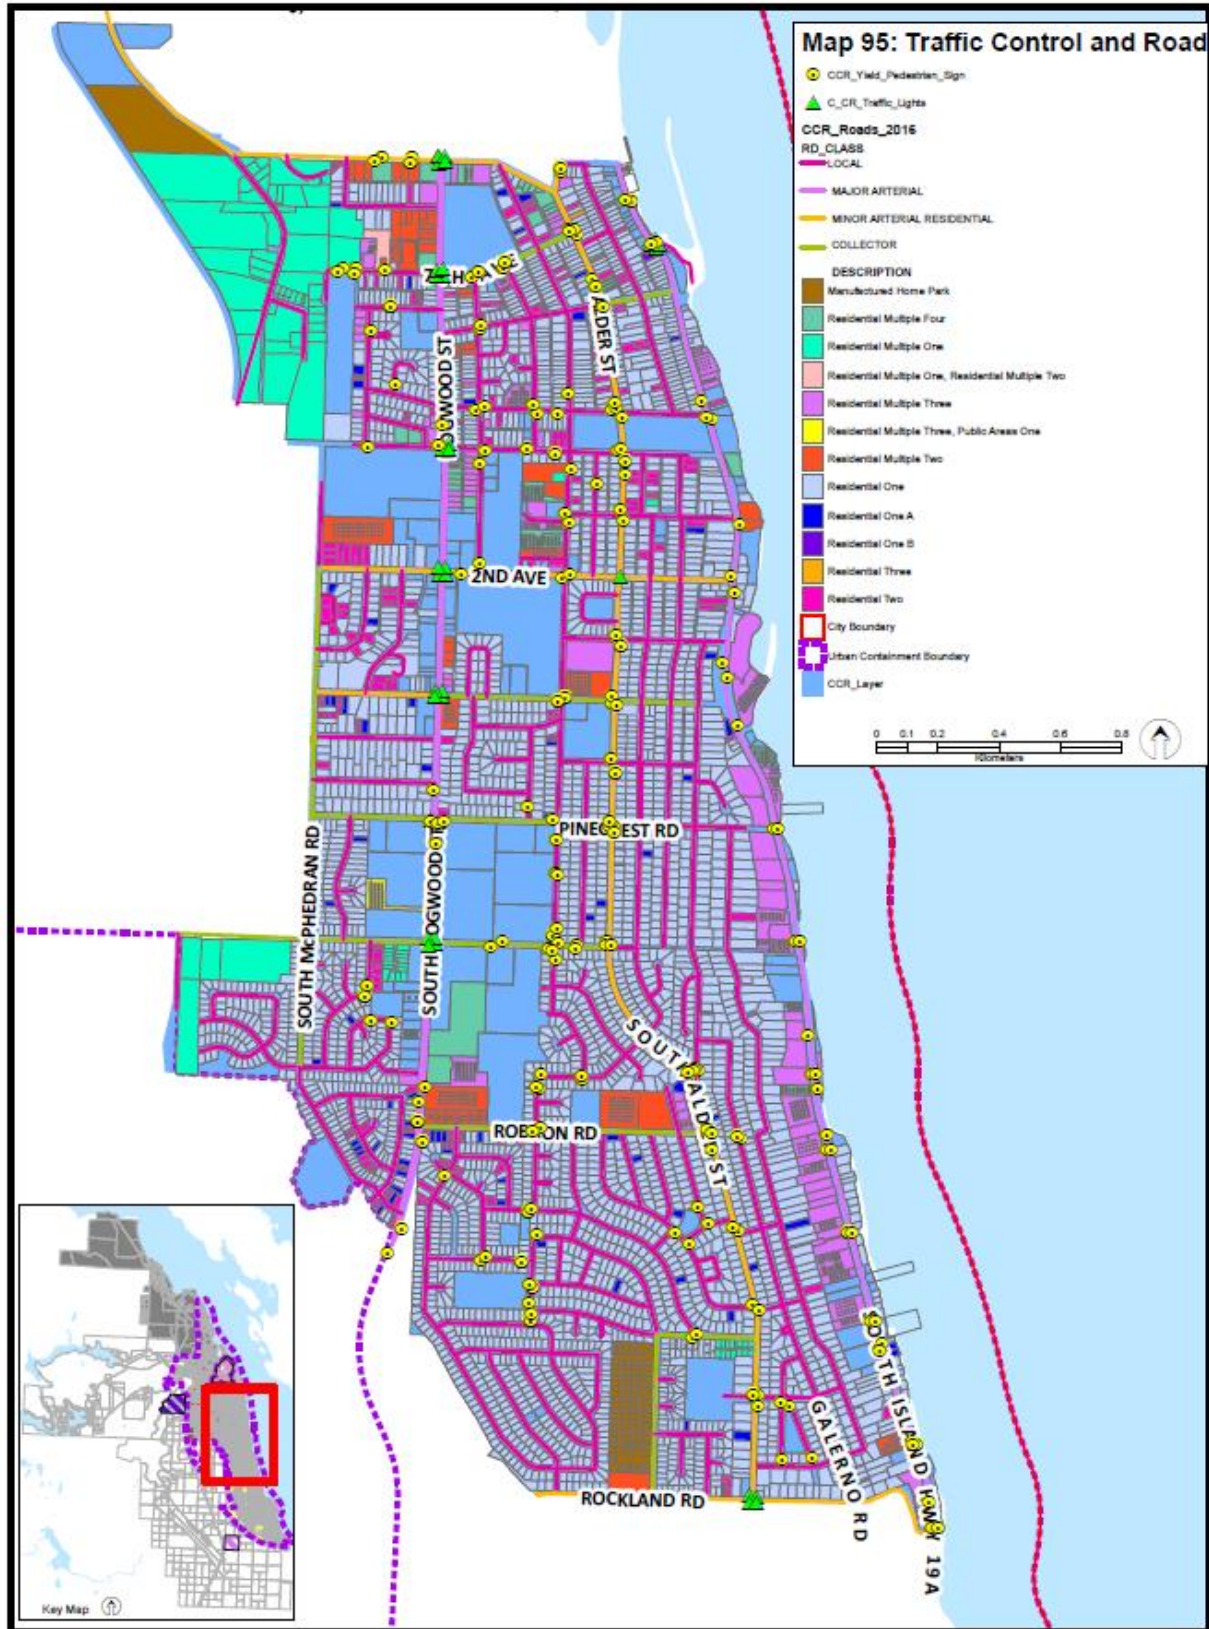 Map 95: Traffic Control and Road
CCR_Yield_Pedestrian_Sign
C_CR_Traffic_Lights
CCR_Roads_2016
RD_CLASS
LOCAL
MAJOR ARTERIAL
MINOR ARTERIAL RESIDENTIAL
COLLECTOR
DESCRIPTION
Manufactured Home Park
Residential Multiple Four
Residential Multiple One
Residential Multiple One, Residential Multiple Two
Residential Multiple Three
Residential Multiple Three, Public Areas One
Residential Multiple Two
Residential One
Residential One A
Residential One B
Residential Three
Residential Two
City Boundary
Urban Containment Boundary
CCR_Layer
0 0.1 0.2 0.4 0.6 0.8
Kilometers
ALDER ST
2ND AVE
SOUTH McPHEDRAN RD
SOUTH
SOUTH ALDER ST
ROCKLAND RD
GALERNO RD
SOUTH ISLAND HWY 19A
Key Map